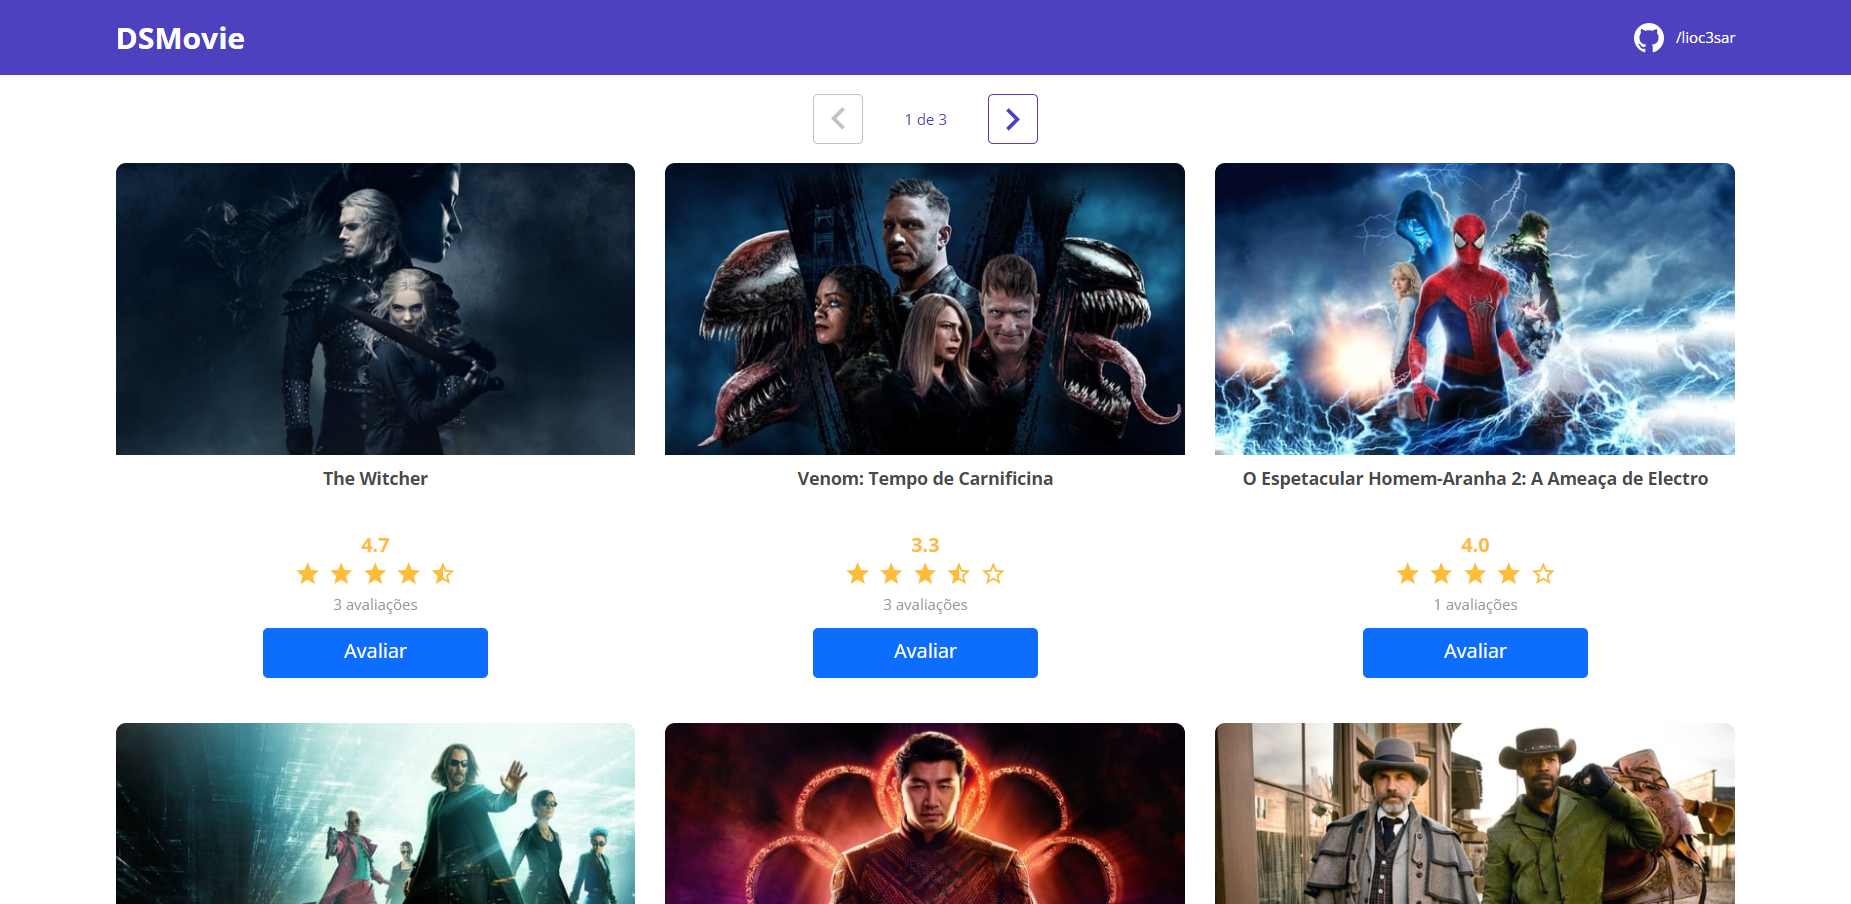 DSMovie
/lioc3sar
1 de 3
The Witcher
Venom: Tempo de Carnificina
O Espetacular Homem-Aranha 2: A Ameaça de Electro
4.7
3.3
4.0
3 avaliações
3 avaliações
1 avaliações
Avaliar
Avaliar
Avaliar